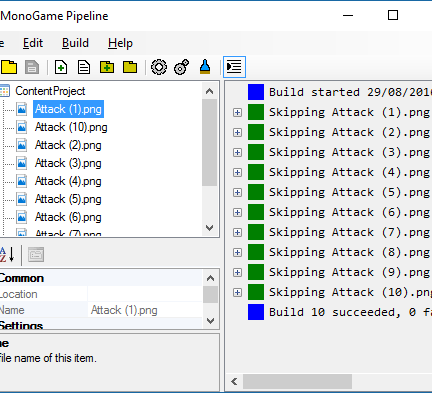 MonoGame Pipeline
e Edit Build Help
ContentProject
Attack (1).png
Attack (10).png
Attack (2).png
Attack (3).png
Attack (4).png
Attack (5).png
Attack (6).png
Attack (7).png
Common
Location
Name Attack (1).png
Settings
me
file name of this item.
Build started 29/08/2016
Skipping Attack (1).png
Skipping Attack (2).png
Skipping Attack (3).png
Skipping Attack (4).png
Skipping Attack (5).png
Skipping Attack (6).png
Skipping Attack (7).png
Skipping Attack (8).png
Skipping Attack (9).png
Skipping Attack (10).png
Build 10 succeeded, 0 fa